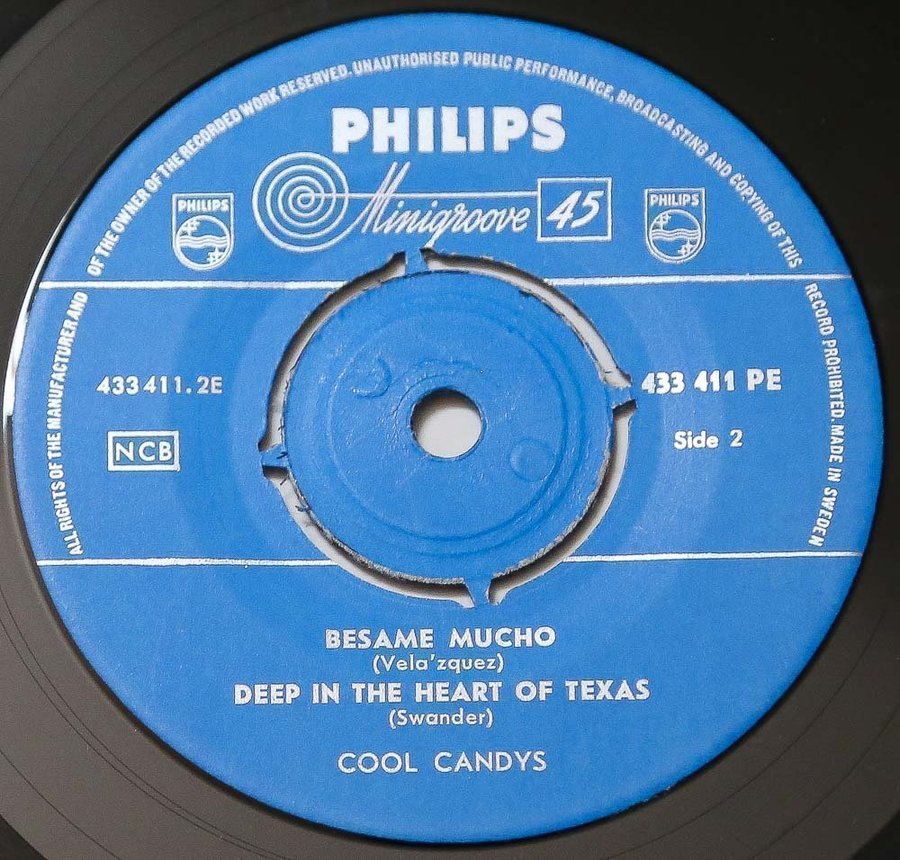 ALL RIGHTS OF THE MANUFACTURER AND OF THE OWNER OF THE RECORDED WORK RESERVED. UNAUTHORISED PUBLIC PERFORMANCE, BROADCASTING AND COPYING OF THIS RECORD PROHIBITED. MADE IN SWEDEN
PHILIPS
Minigroove 45
PHILIPS
PHILIPS
433 411.2E
433 411 PE
NCB
Side 2
BESAME MUCHO
(Vela'zquez)
DEEP IN THE HEART OF TEXAS
(Swander)
COOL CANDYS